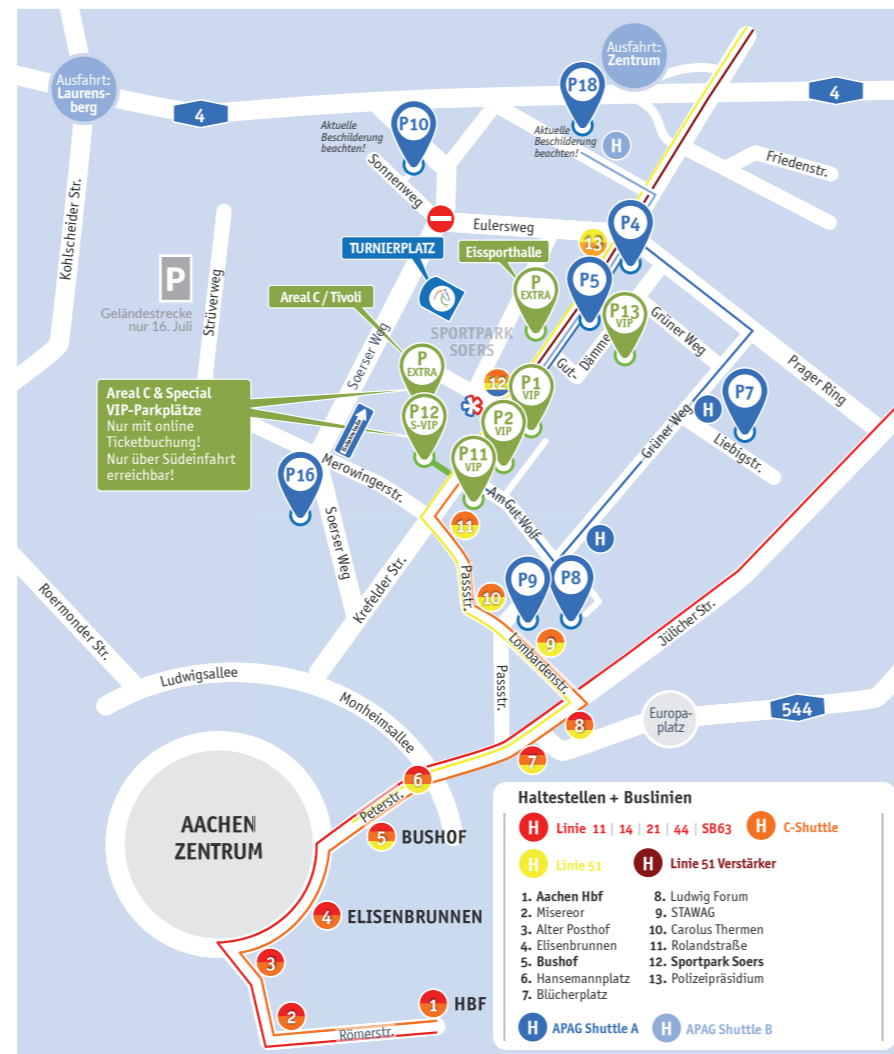 Ausfahrt:
Laurens-
berg
4
Ausfahrt:
Zentrum
4
P18
P10
Aktuelle
Beschilderung
beachten!
Aktuelle
Beschilderung
beachten!
H
Friedenstr.
Kohlscheider Str.
Sonnenweg
Eulersweg
P4
13
TURNIERPLATZ
Eissporthalle
P5
P
EXTRA
P13
VIP
P
Geländestrecke
nur 16. Juli
Strüverweg
Areal C / Tivoli
Soerser Weg
SPORTPARK
SOERS
Gut-
Dämme
Grüner Weg
Prager Ring
P
EXTRA
12
P1
VIP
Areal C & Special
VIP-Parkplätze
Nur mit online
Ticketbuchung!
Nur über Südeinfahrt
erreichbar!
P12
S-VIP
P2
VIP
H
P7
Grüner Weg
Liebigstr.
Merowingerstr.
P11
VIP
P16
Am Gut Wolf
Soerser Weg
11
H
Krefelder Str.
Passstr.
P9
P8
10
Roermonder Str.
Lombardenstr.
9
Jülicher Str.
Ludwigsallee
Passstr.
Monheimsallee
Europa-
platz
544
8
7
6
Peterstr.
AACHEN
ZENTRUM
5
BUSHOF
4
ELISENBRUNNEN
3
1
HBF
2
Römerstr.
Haltestellen + Buslinien
H Linie 11 | 14 | 21 | 44 | SB63
H C-Shuttle
H Linie 51
H Linie 51 Verstärker
1. Aachen Hbf
2. Misereor
3. Alter Posthof
4. Elisenbrunnen
5. Bushof
6. Hansemannplatz
7. Blücherplatz
8. Ludwig Forum
9. STAWAG
10. Carolus Thermen
11. Rolandstraße
12. Sportpark Soers
13. Polizeipräsidium
H APAG Shuttle A
H APAG Shuttle B